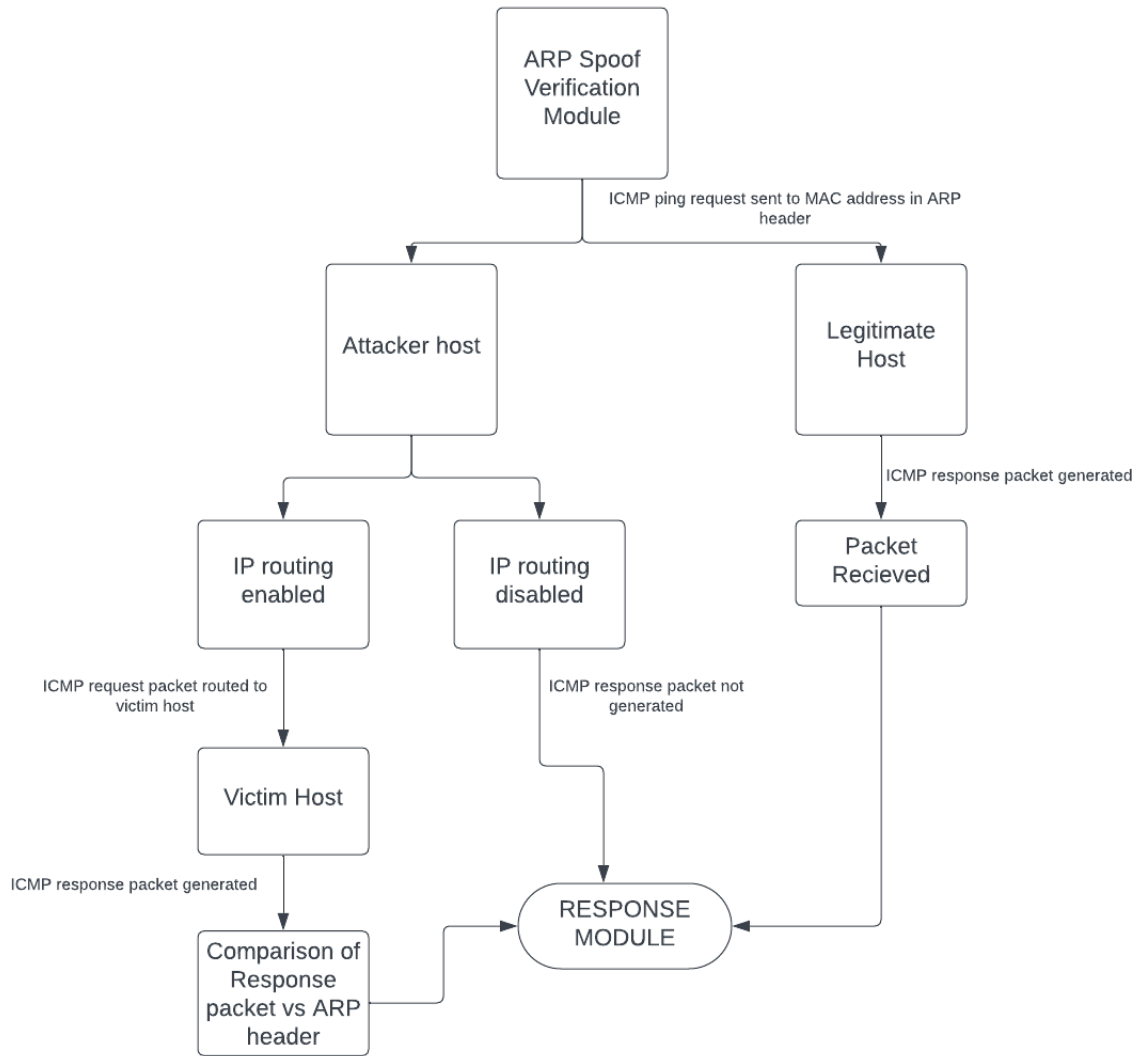 ARP Spoof
Verification
Module
ICMP ping request sent to MAC address in ARP
header
Attacker host
Legitimate
Host
ICMP response packet generated
IP routing
enabled
IP routing
disabled
Packet
Recieved
ICMP request packet routed to
victim host
ICMP response packet not
generated
Victim Host
ICMP response packet generated
RESPONSE
MODULE
Comparison of
Response
packet vs ARP
header